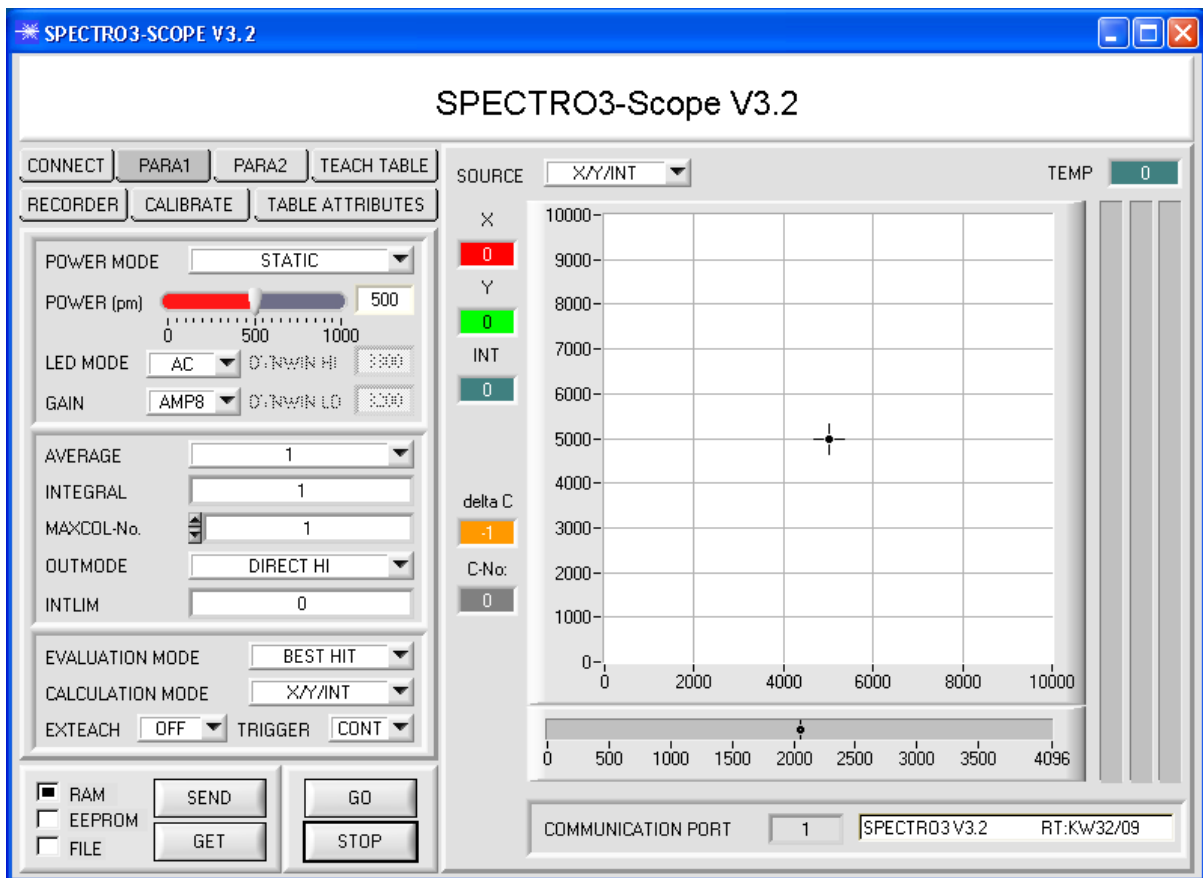 SPECTRO3-SCOPE V3.2
SPECTRO3-Scope V3.2
CONNECT PARA1 PARA2 TEACH TABLE
RECORDER CALIBRATE TABLE ATTRIBUTES
POWER MODE STATIC
POWER (pm) 500
0 500 1000
LED MODE AC DYNWIN HI
GAIN AMP8 DYNWIN LO
AVERAGE 1
INTEGRAL 1
MAXCOL-No. 1
OUTMODE DIRECT HI
INTLIM 0
EVALUATION MODE BEST HIT
CALCULATION MODE X/Y/INT
EXTEACH OFF TRIGGER CONT
RAM SEND GO
EEPROM
FILE GET STOP
SOURCE X/Y/INT TEMP 0
X
0
Y
0
INT
0
delta C
-1
C-No:
0
10000
9000
8000
7000
6000
5000
4000
3000
2000
1000
0
0 2000 4000 6000 8000 10000
0 500 1000 1500 2000 2500 3000 3500 4096
COMMUNICATION PORT 1 SPECTRO3 V3.2 RT:KW32/09